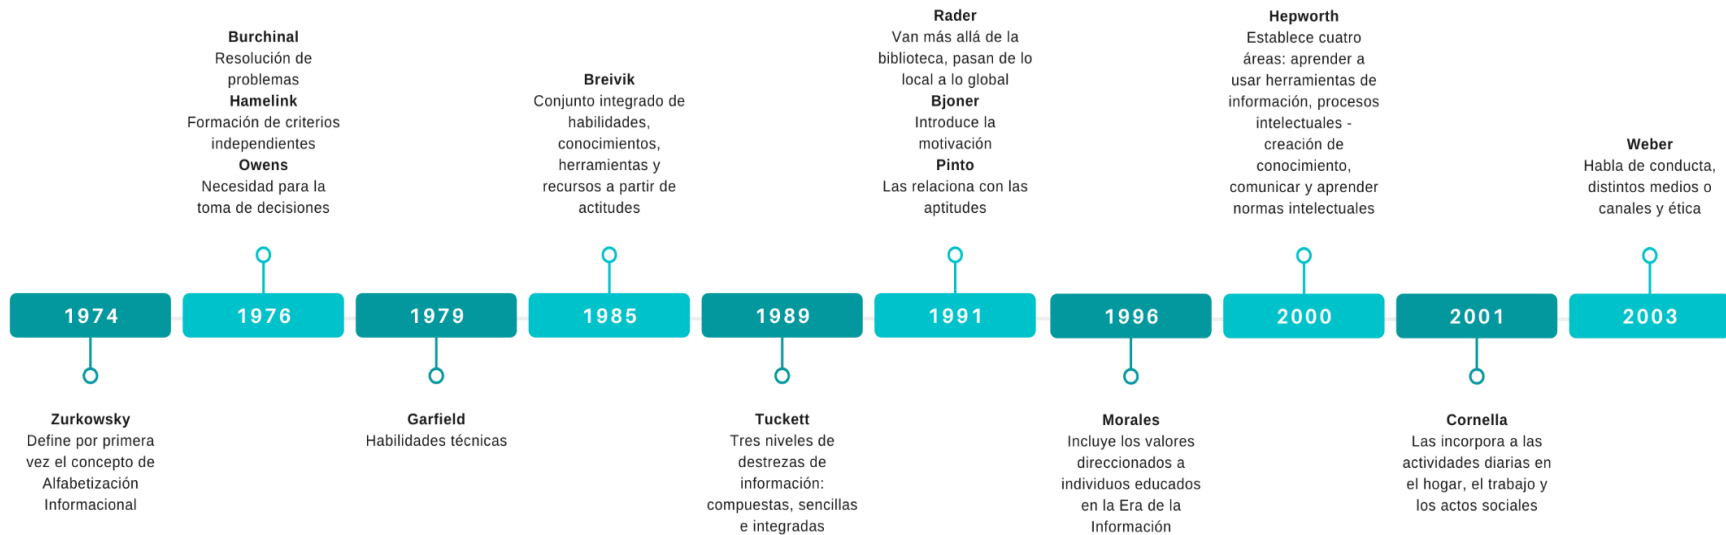 Burchinal
Resolución de
problemas
Hamelink
Formación de criterios
independientes
Owens
Necesidad para la
toma de decisiones
Breivik
Conjunto integrado de
habilidades,
conocimientos,
herramientas y
recursos a partir de
actitudes
Rader
Van más allá de la
biblioteca, pasan de lo
local a lo global
Bjoner
Introduce la
motivación
Pinto
Las relaciona con las
aptitudes
Hepworth
Establece cuatro
áreas: aprender a
usar herramientas de
información, procesos
intelectuales -
creación de
conocimiento,
comunicar y aprender
normas intelectuales
Weber
Habla de conducta,
distintos medios o
canales y ética
1974
1976
1979
1985
1989
1991
1996
2000
2001
2003
Zurkowsky
Define por primera
vez el concepto de
Alfabetización
Informacional
Garfield
Habilidades técnicas
Tuckett
Tres niveles de
destrezas de
información:
compuestas, sencillas
e integradas
Morales
Incluye los valores
direccionados a
individuos educados
en la Era de la
Información
Cornella
Las incorpora a las
actividades diarias en
el hogar, el trabajo y
los actos sociales